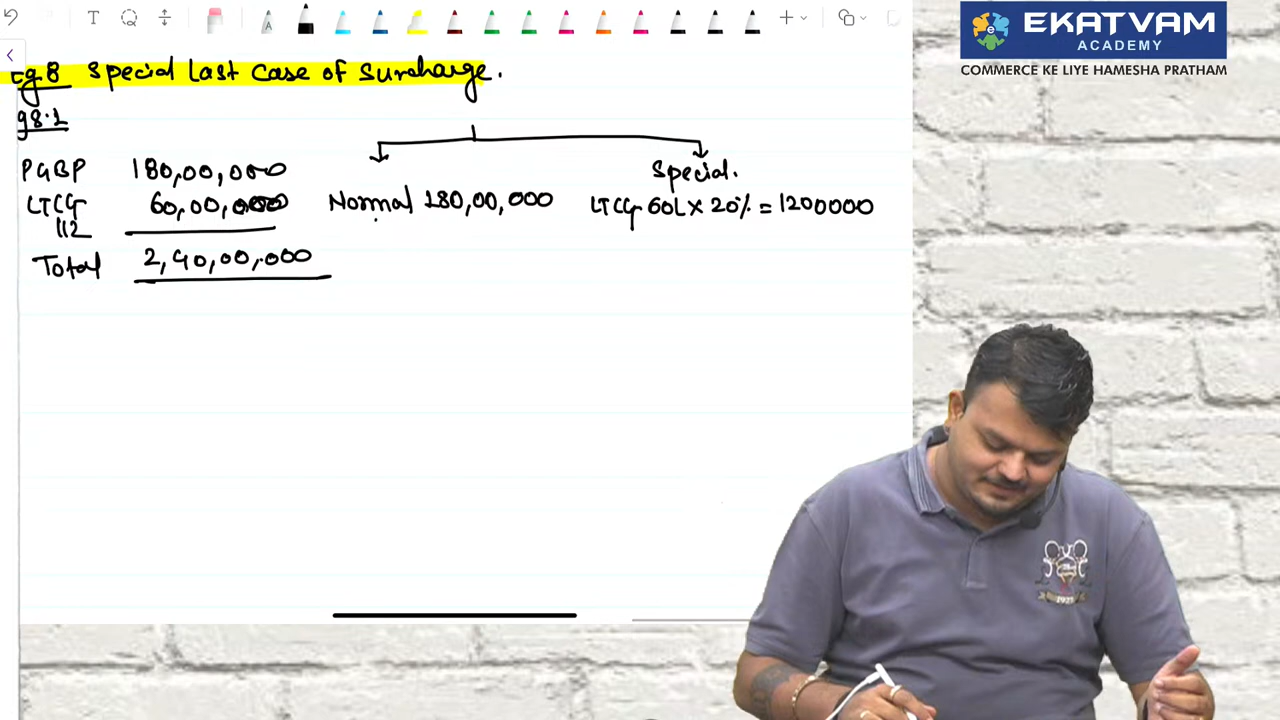 EKATVAM
ACADEMY
COMMERCE KE LIYE HAMESHA PRATHAM
Eg 8 Special Last Case of Surcharge.
g8.1
PGBP 180,00,000
LTCG 60,00,000
112
Total 2,40,00,000
Normal 180,00,000
Special.
LTCG 60L X 20% = 1200000